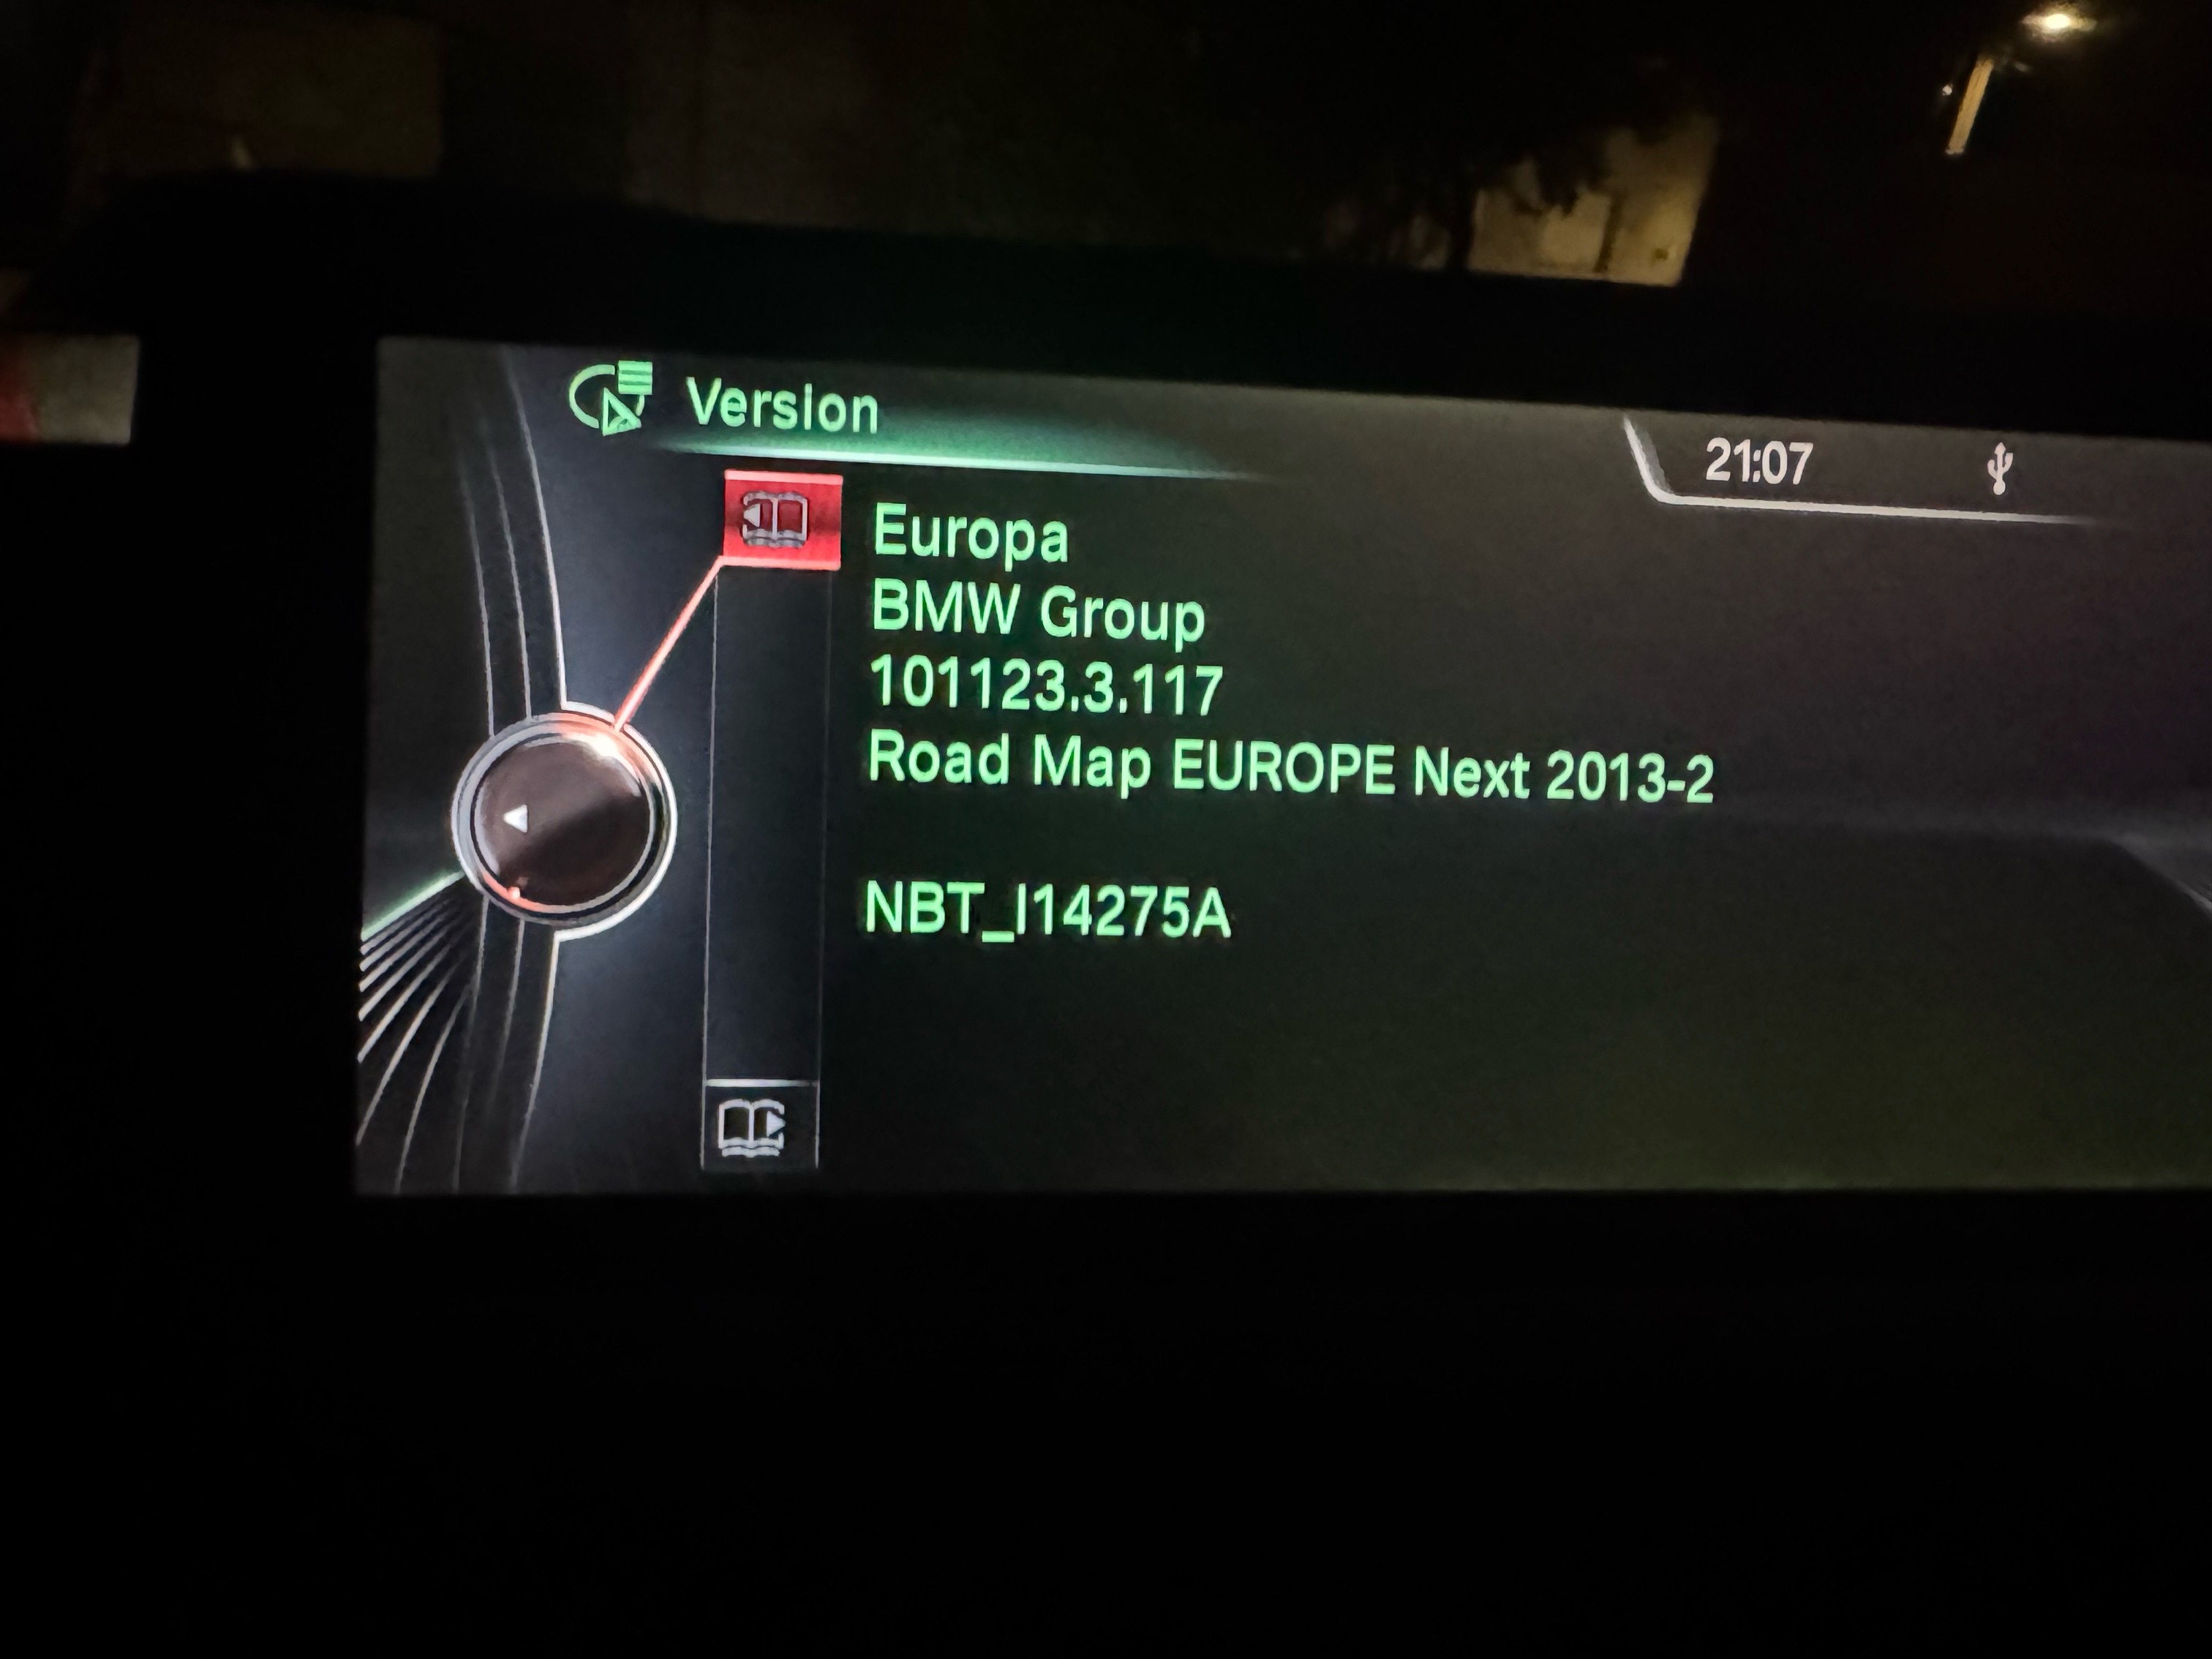 Version
21:07
Europa
BMW Group
101123.3.117
Road Map EUROPE Next 2013-2
NBT_I14275A